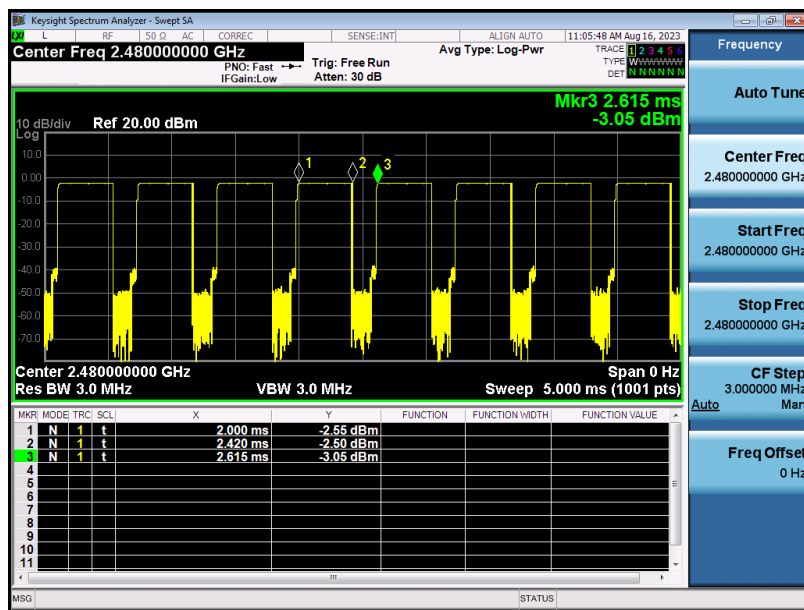 Keysight Spectrum Analyzer - Swept SA
LXI L RF 50 Ω AC CORREC SENSE:INT ALIGN AUTO 11:05:48 AM Aug 16, 2023
Center Freq 2.480000000 GHz
Avg Type: Log-Pwr
TRACE 1 2 3 4 5 6
PNO: Fast
Trig: Free Run
TYPE WWWWWW
IFGain:Low
Atten: 30 dB
DET N N N N N N
Mkr3 2.615 ms
-3.05 dBm
10 dB/div Ref 20.00 dBm
Log
10.0
0.00
-10.0
-20.0
-30.0
-40.0
-50.0
-60.0
-70.0
1
2
3
Center 2.480000000 GHz Span 0 Hz
Res BW 3.0 MHz VBW 3.0 MHz Sweep 5.000 ms (1001 pts)
MKR MODE TRC SCL X Y FUNCTION FUNCTION WIDTH FUNCTION VALUE
1 N 1 t 2.000 ms -2.55 dBm
2 N 1 t 2.420 ms -2.50 dBm
3 N 1 t 2.615 ms -3.05 dBm
4
5
6
7
8
9
10
11
MSG STATUS
Frequency
Auto Tune
Center Freq
2.480000000 GHz
Start Freq
2.480000000 GHz
Stop Freq
2.480000000 GHz
CF Step
3.000000 MHz
Auto Man
Freq Offset
0 Hz